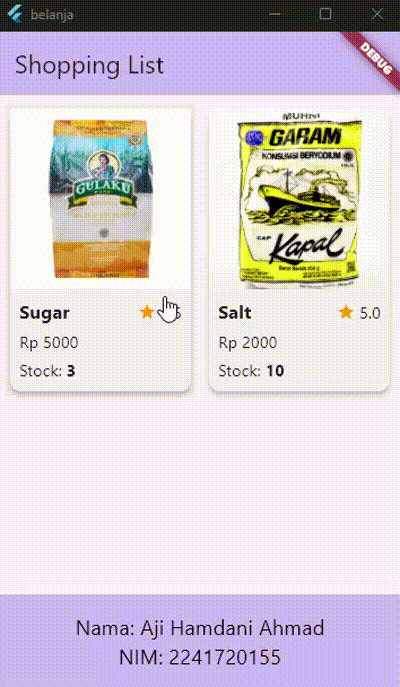 belanja
DEBUG
Shopping List
GULAKU
MURNI
GARAM
KONSUMSI BERYODIUM
CAP
Kapal
Sugar
Salt
5.0
Rp 5000
Rp 2000
Stock: 3
Stock: 10
Nama: Aji Hamdani Ahmad
NIM: 2241720155